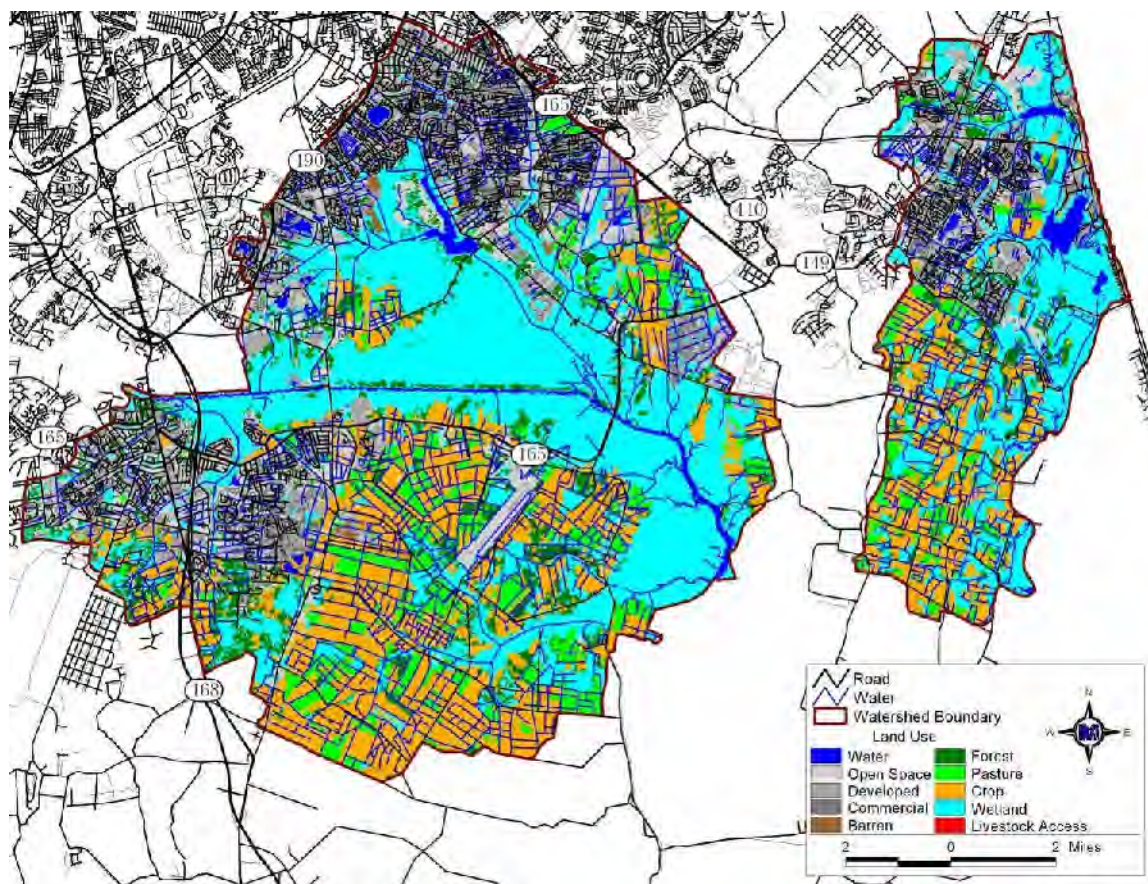 165
190
140
149
165
165
168
N
W E
S
Road
Water
Watershed Boundary
Land Use
Water Forest
Open Space Pasture
Developed Crop
Commercial Wetland
Barren Livestock Access
2 0 2 Miles